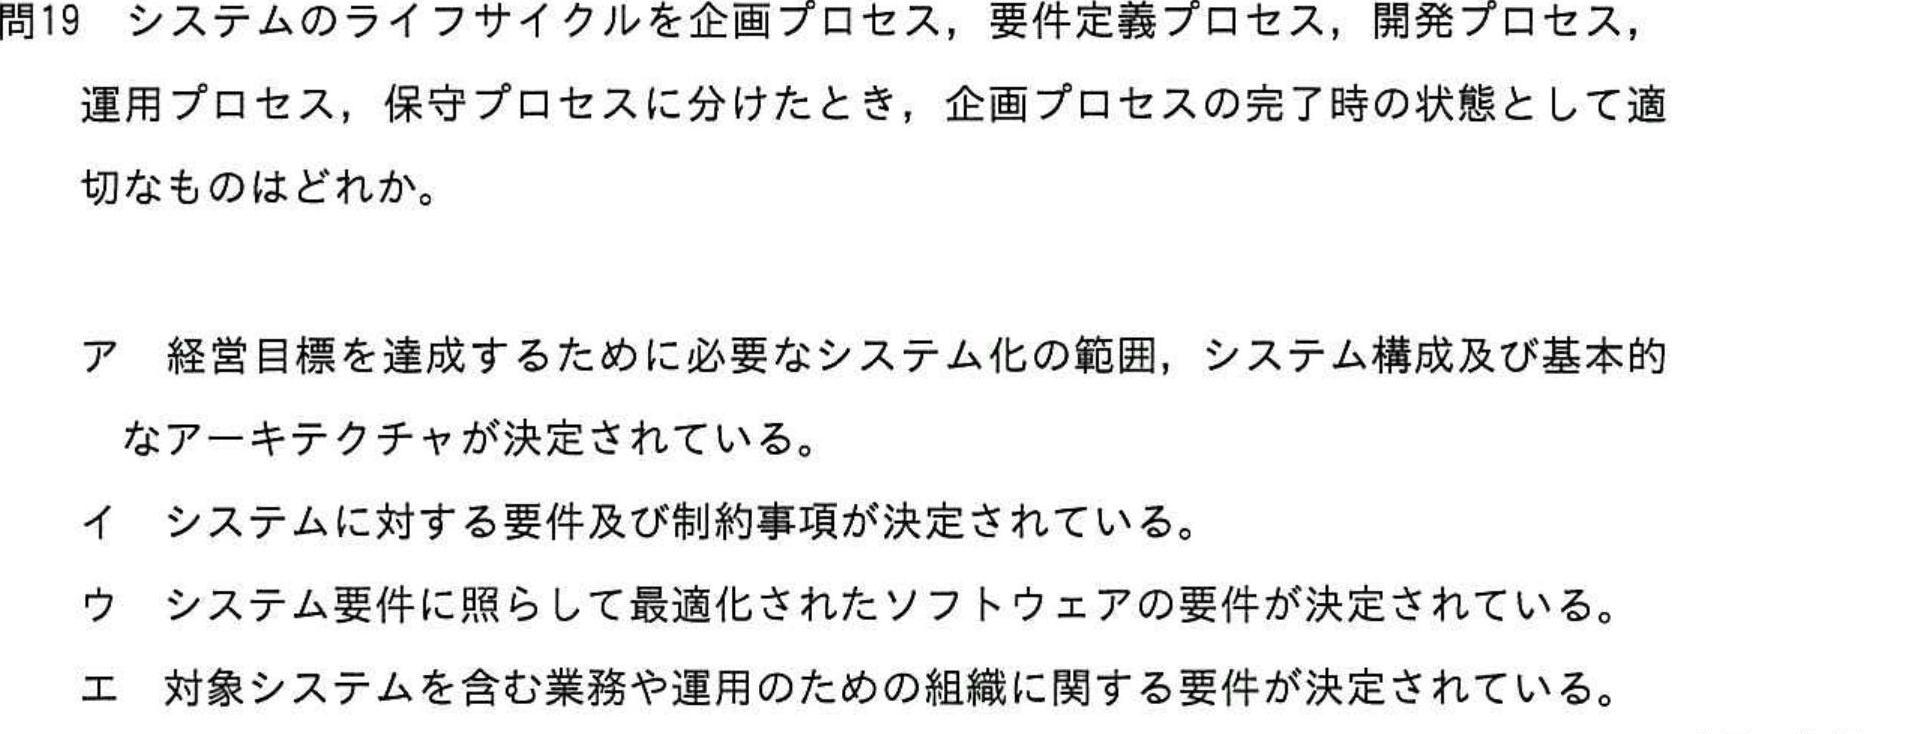 問19　システムのライフサイクルを企画プロセス，要件定義プロセス，開発プロセス，
運用プロセス，保守プロセスに分けたとき，企画プロセスの完了時の状態として適
切なものはどれか。
ア　経営目標を達成するために必要なシステム化の範囲，システム構成及び基本的
なアーキテクチャが決定されている。
イ　システムに対する要件及び制約事項が決定されている。
ウ　システム要件に照らして最適化されたソフトウェアの要件が決定されている。
エ　対象システムを含む業務や運用のための組織に関する要件が決定されている。